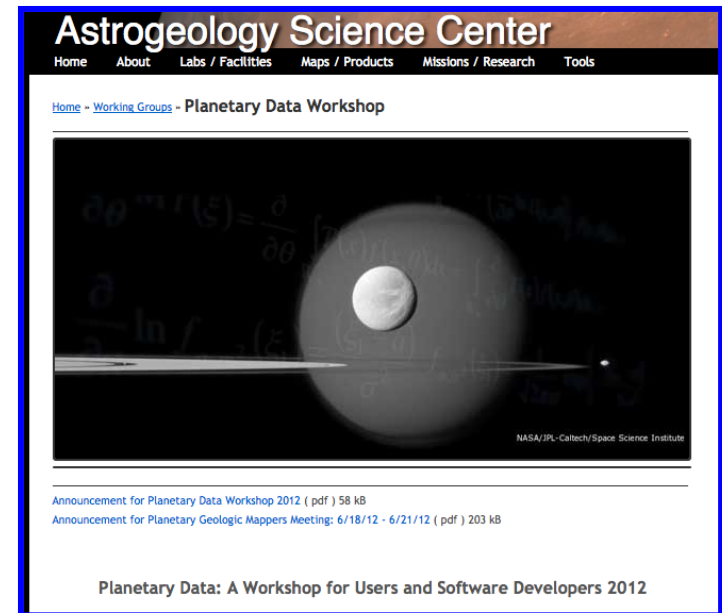 Astrogeology Science Center
Home About Labs / Facilities Maps / Products Missions / Research Tools
Home » Working Groups » Planetary Data Workshop
NASA/JPL-Caltech/Space Science Institute
Announcement for Planetary Data Workshop 2012 ( pdf ) 58 kB
Announcement for Planetary Geologic Mappers Meeting: 6/18/12 - 6/21/12 ( pdf ) 203 kB
Planetary Data: A Workshop for Users and Software Developers 2012